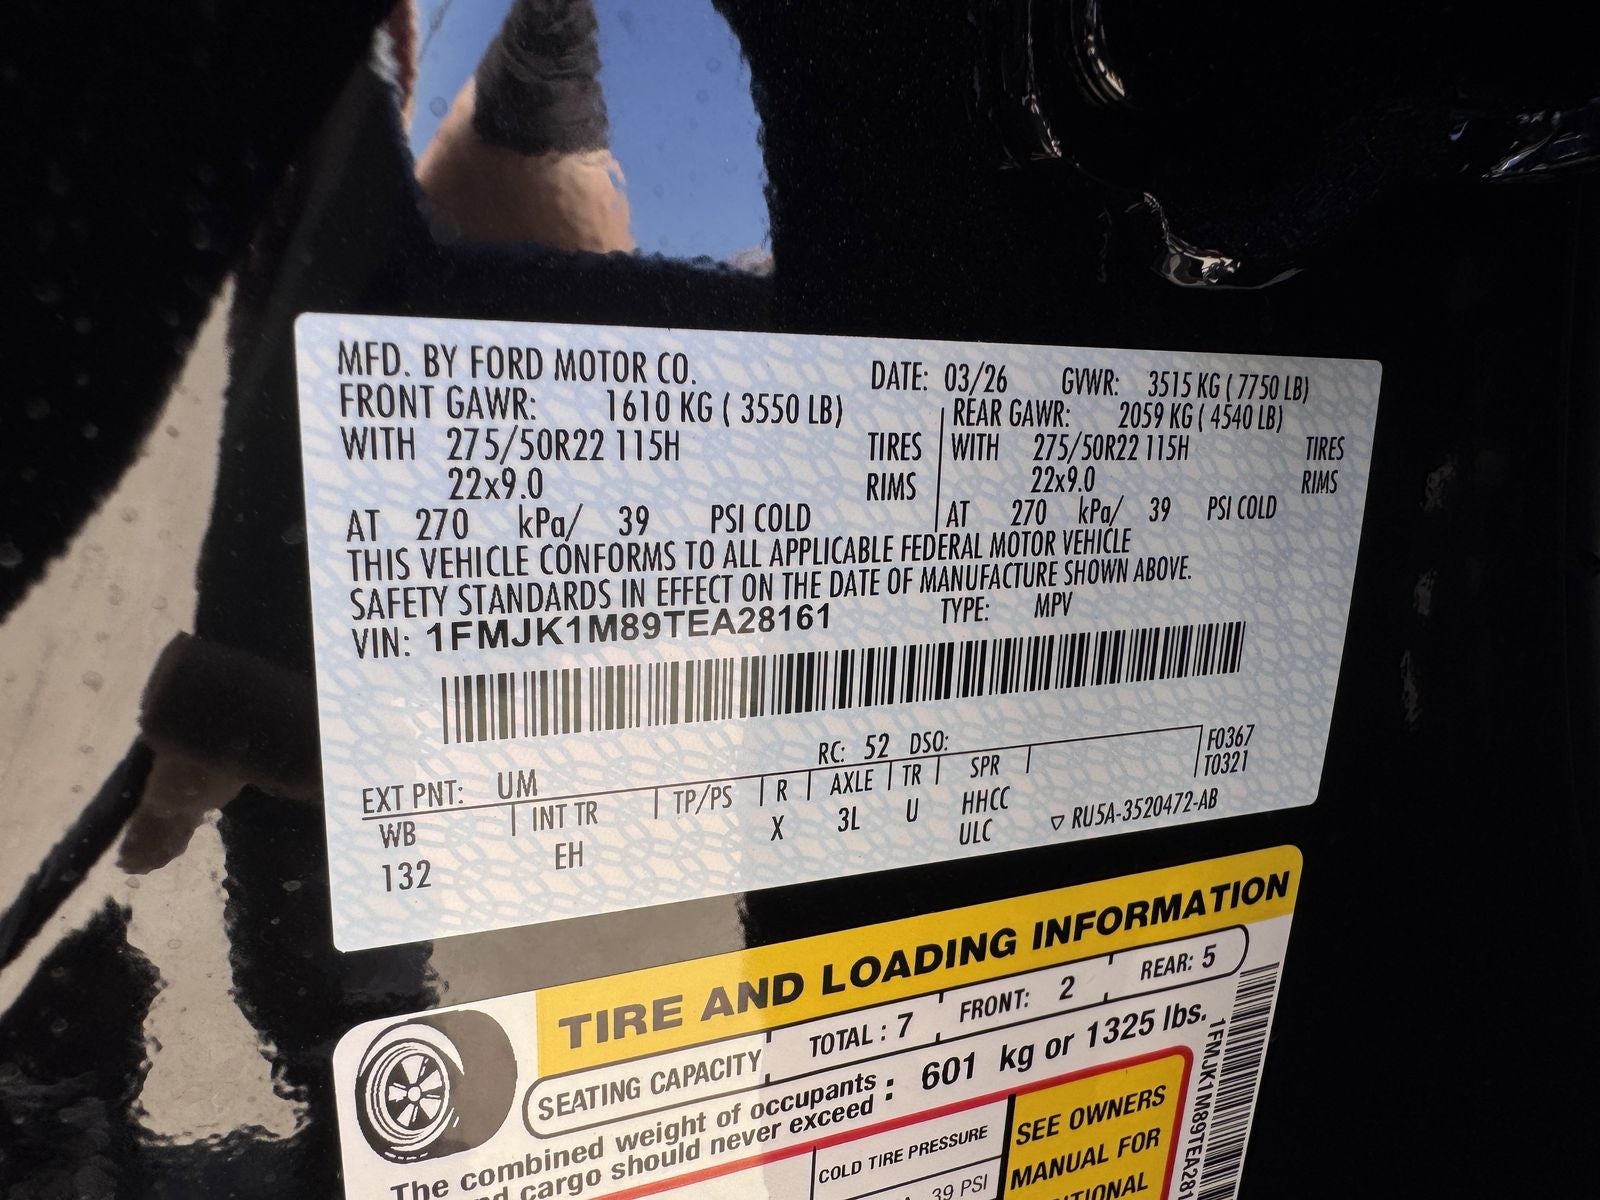 MFD. BY FORD MOTOR CO. DATE: 03/26 GVWR: 3515 KG ( 7750 LB)
FRONT GAWR: 1610 KG ( 3550 LB) REAR GAWR: 2059 KG ( 4540 LB)
WITH 275/50R22 115H TIRES WITH 275/50R22 115H TIRES
22x9.0 RIMS 22x9.0 RIMS
AT 270 kPa/ 39 PSI COLD AT 270 kPa/ 39 PSI COLD
THIS VEHICLE CONFORMS TO ALL APPLICABLE FEDERAL MOTOR VEHICLE
SAFETY STANDARDS IN EFFECT ON THE DATE OF MANUFACTURE SHOWN ABOVE.
VIN: 1FMJK1M89TEA28161 TYPE: MPV
RC: 52 DSO: F0367
EXT PNT: UM T0321
WB INT TR TP/PS R AXLE TR SPR
132 EH X 3L U HHCC
ULC ▽ RU5A-3520472-AB
TIRE AND LOADING INFORMATION
SEATING CAPACITY TOTAL : 7 FRONT: 2 REAR: 5
The combined weight of occupants
cargo should never exceed : 601 kg or 1325 lbs.
COLD TIRE PRESSURE
39 PSI
SEE OWNERS
MANUAL FOR
1FMJK1M89TEA281